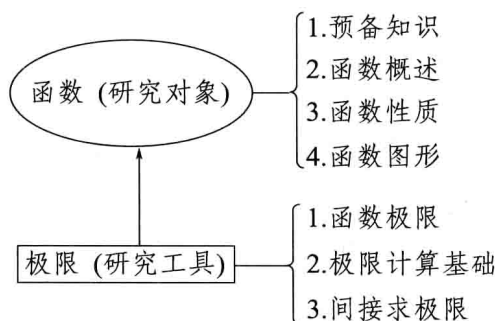 函数 (研究对象)
1.预备知识
2.函数概述
3.函数性质
4.函数图形
极限 (研究工具)
1.函数极限
2.极限计算基础
3.间接求极限